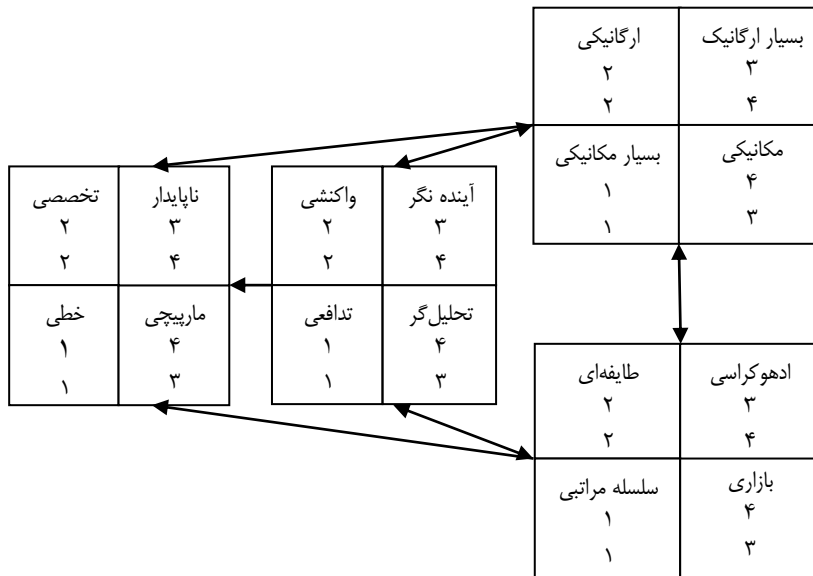 بسیار ارگانیک
۳
۴
ارگانیکی
۲
۲
مکانیکی
۴
۳
بسیار مکانیکی
۱
۱
آینده نگر
۳
۴
واکنشی
۲
۲
تحلیل‌گر
۴
۳
تدافعی
۱
۱
ناپایدار
۳
۴
تخصصی
۲
۲
مارپیچی
۴
۳
خطی
۱
۱
ادهوکراسی
۳
۴
طایفه‌ای
۲
۲
بازاری
۴
۳
سلسله مراتبی
۱
۱